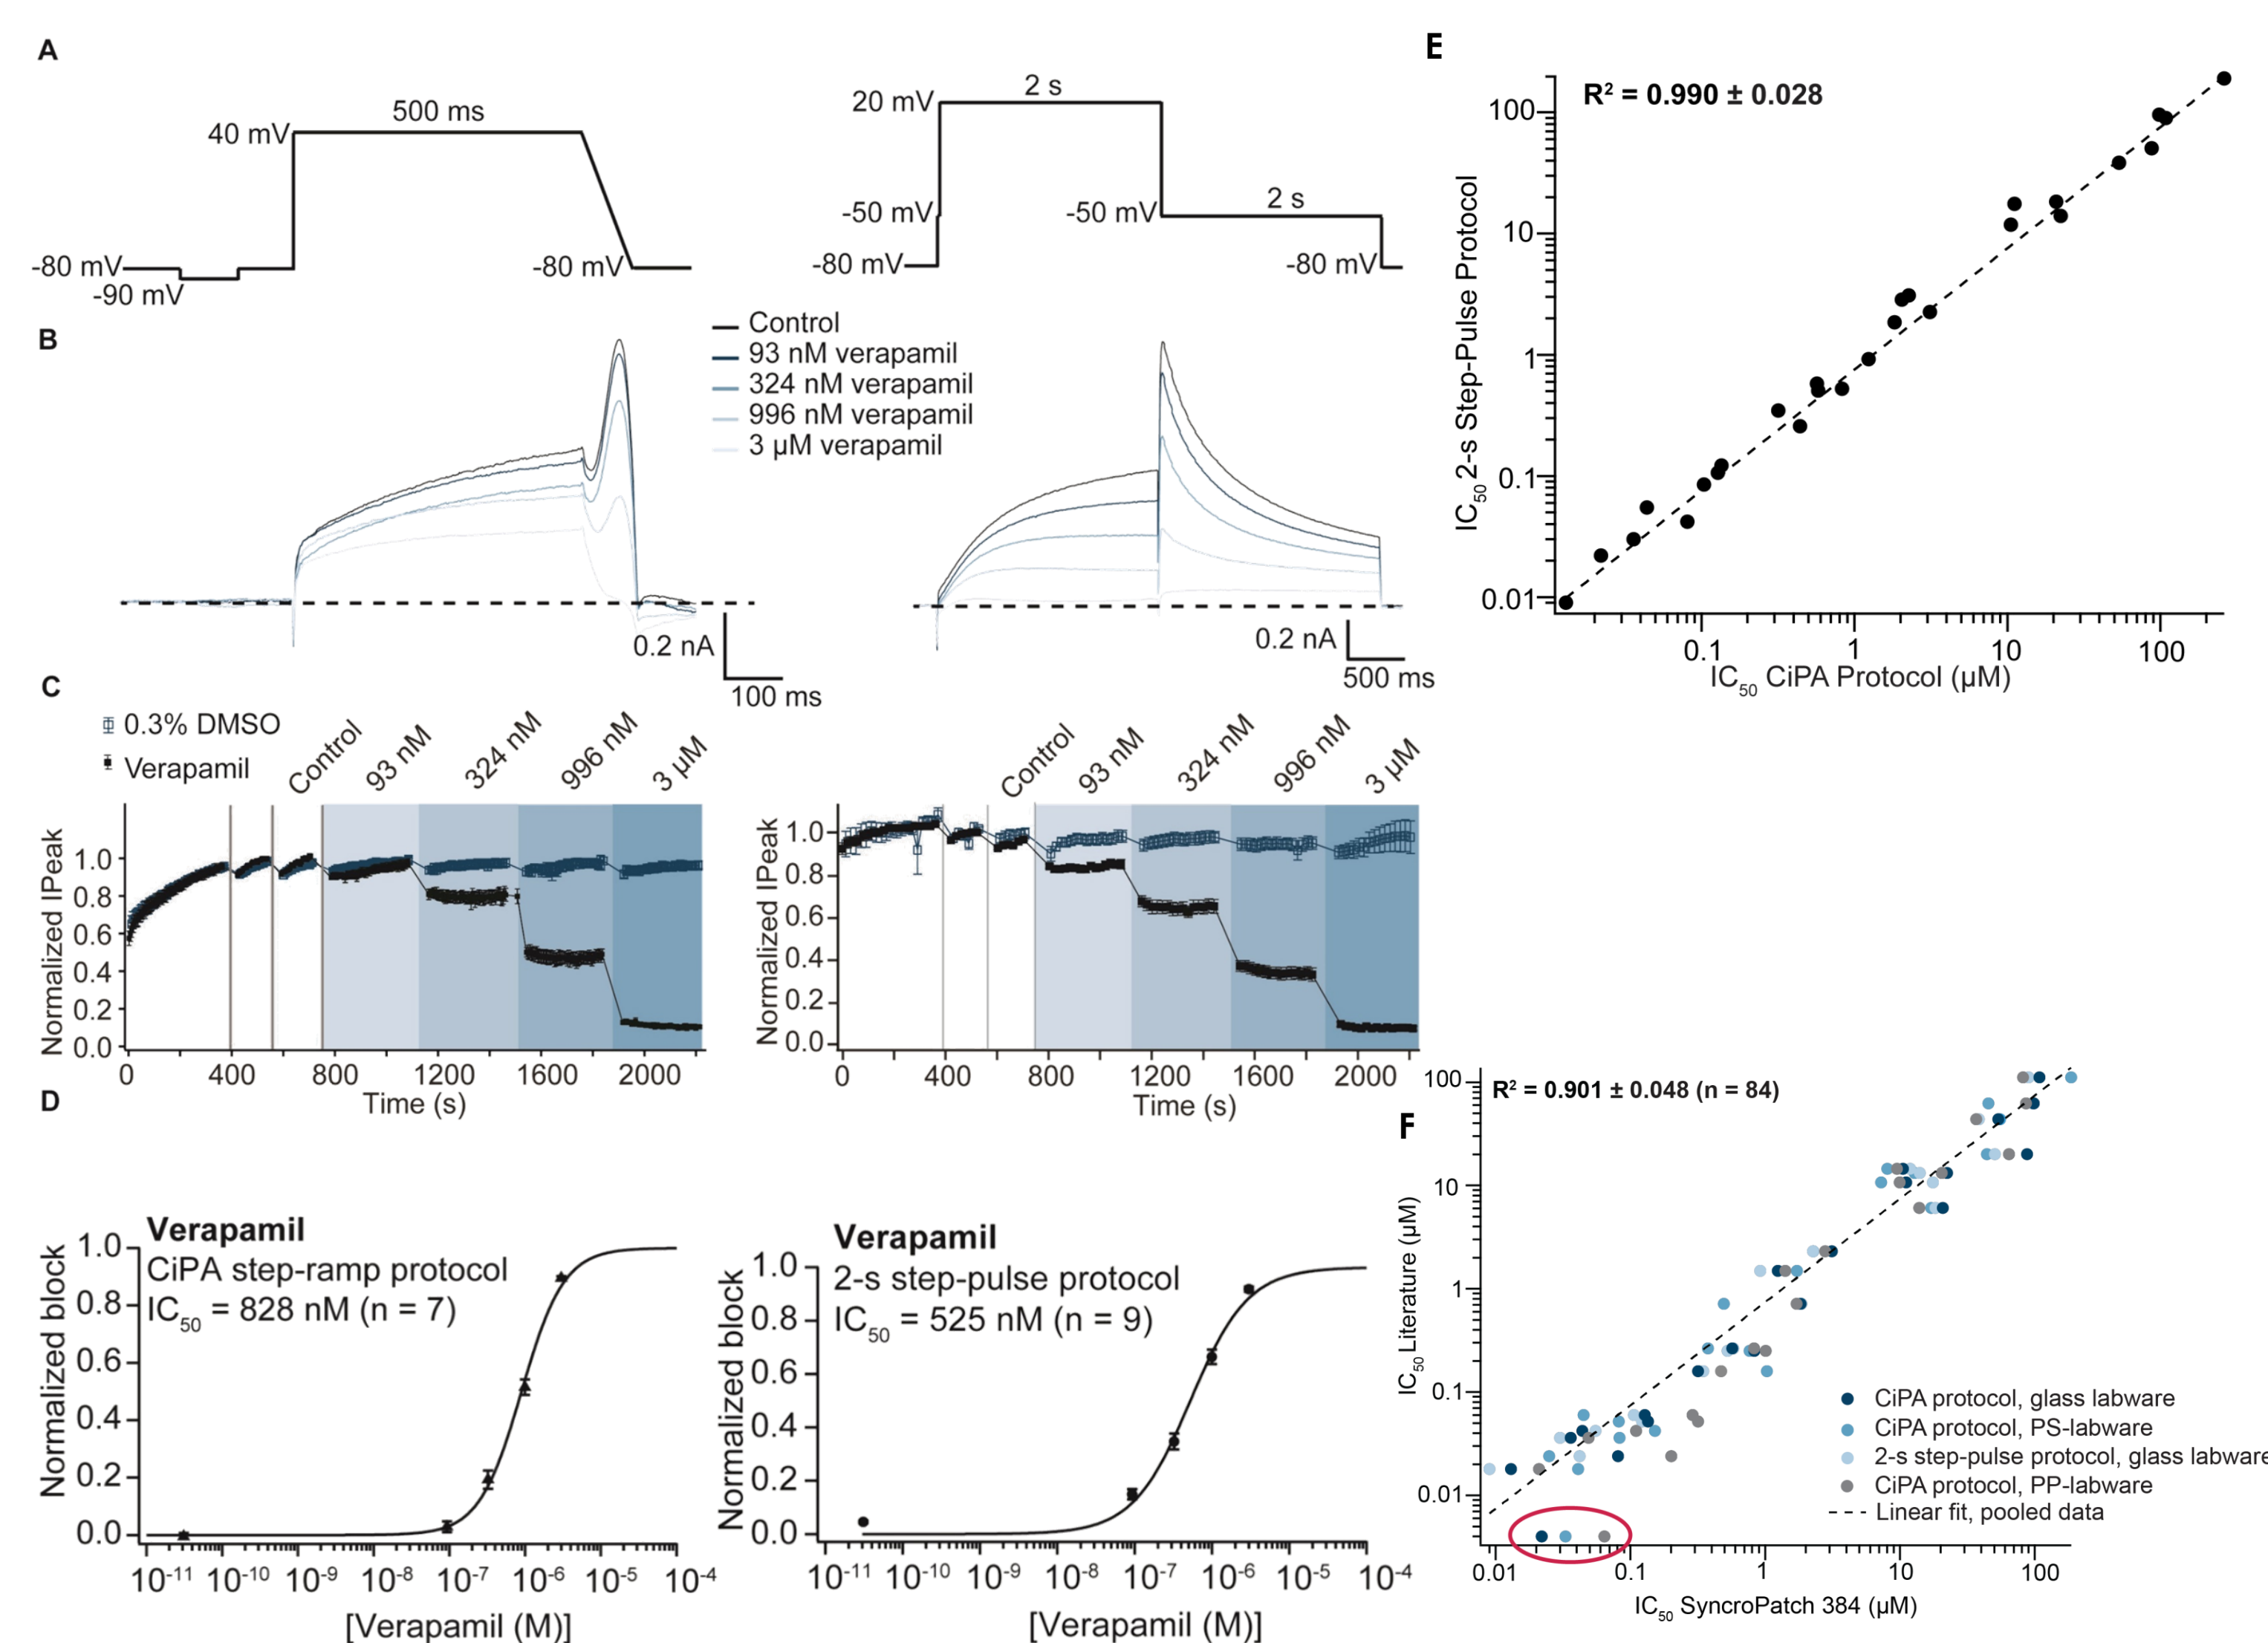 A
500 ms
40 mV
-80 mV
-90 mV
-80 mV
2 s
20 mV
-50 mV
-80 mV
-50 mV
2 s
-80 mV
B
Control
93 nM verapamil
324 nM verapamil
996 nM verapamil
3 µM verapamil
0.2 nA
100 ms
0.2 nA
500 ms
C
0.3% DMSO
Verapamil
Control
93 nM
324 nM
996 nM
3 µM
Normalized IPeak
1.0
0.8
0.6
0.4
0.2
0.0
0 400 800 1200 1600 2000
Time (s)
Control
93 nM
324 nM
996 nM
3 µM
Normalized IPeak
1.0
0.8
0.6
0.4
0.2
0.0
0 400 800 1200 1600 2000
Time (s)
D
Verapamil
CiPA step-ramp protocol
IC50 = 828 nM (n = 7)
Normalized block
1.0
0.8
0.6
0.4
0.2
0.0
10-11 10-10 10-9 10-8 10-7 10-6 10-5 10-4
[Verapamil (M)]
Verapamil
2-s step-pulse protocol
IC50 = 525 nM (n = 9)
Normalized block
1.0
0.8
0.6
0.4
0.2
0.0
10-11 10-10 10-9 10-8 10-7 10-6 10-5 10-4
[Verapamil (M)]
E
R2 = 0.990 ± 0.028
IC50 2-s Step-Pulse Protocol
100
10
1
0.1
0.01
0.1 1 10 100
IC50 CiPA Protocol (µM)
F
R2 = 0.901 ± 0.048 (n = 84)
IC50 Literature (µM)
100
10
1
0.1
0.01
CiPA protocol, glass labware
CiPA protocol, PS-labware
2-s step-pulse protocol, glass labware
CiPA protocol, PP-labware
Linear fit, pooled data
0.01 0.1 1 10 100
IC50 SyncroPatch 384 (µM)